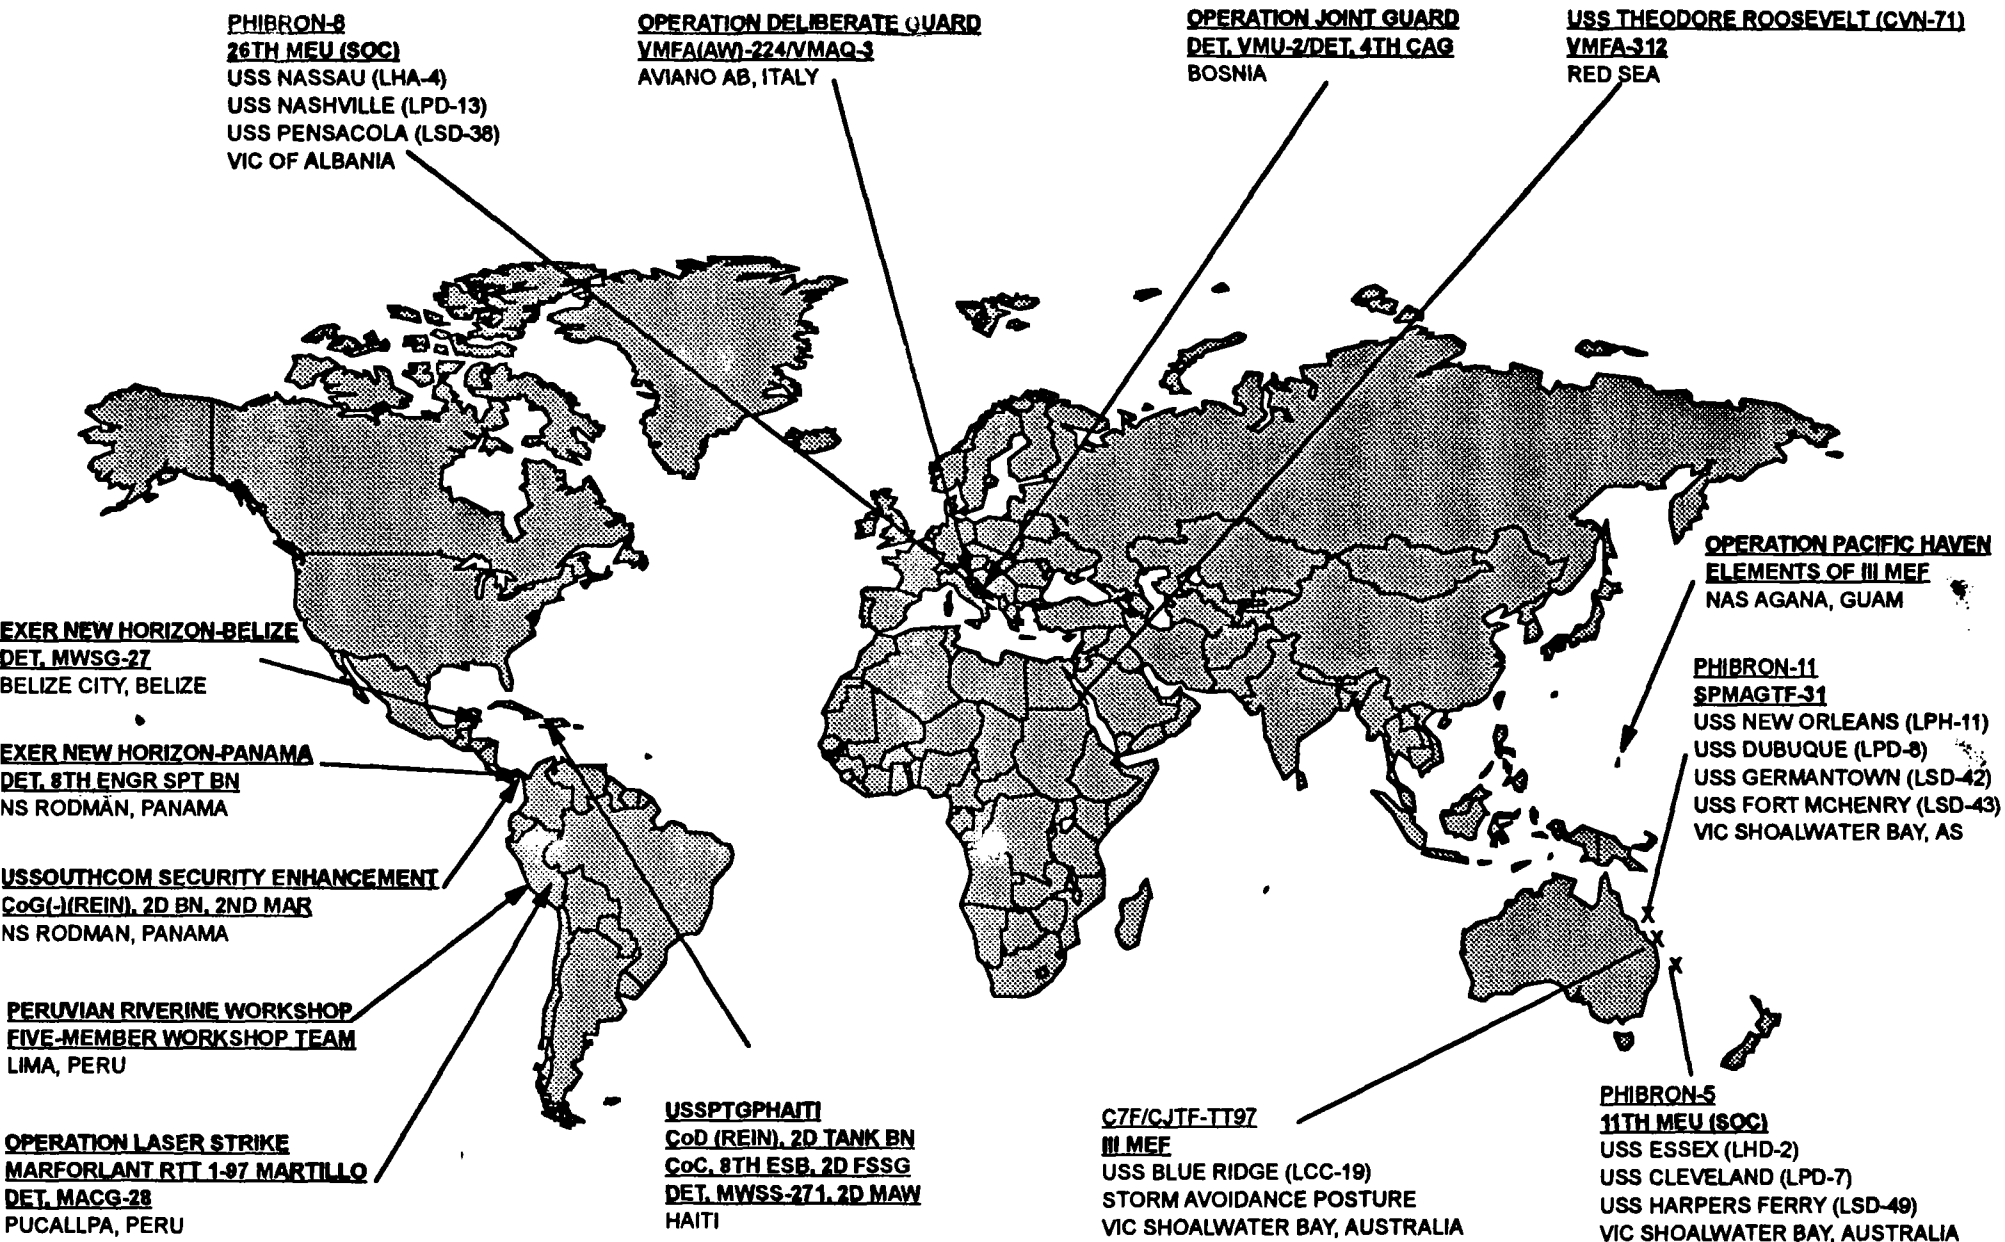 PHIBRON-8
26TH MEU (SOC)
USS NASSAU (LHA-4)
USS NASHVILLE (LPD-13)
USS PENSACOLA (LSD-38)
VIC OF ALBANIA
OPERATION DELIBERATE GUARD
VMFA(AW)-224/VMAQ-3
AVIANO AB, ITALY
OPERATION JOINT GUARD
DET, VMU-2/DET, 4TH CAG
BOSNIA
USS THEODORE ROOSEVELT (CVN-71)
VMFA-312
RED SEA
OPERATION PACIFIC HAVEN
ELEMENTS OF III MEF
NAS AGANA, GUAM
EXER NEW HORIZON-BELIZE
DET, MWSG-27
BELIZE CITY, BELIZE
PHIBRON-11
SPMAGTF-31
USS NEW ORLEANS (LPH-11)
USS DUBUQUE (LPD-8)
USS GERMANTOWN (LSD-42)
USS FORT MCHENRY (LSD-43)
VIC SHOALWATER BAY, AS
EXER NEW HORIZON-PANAMA
DET, 8TH ENGR SPT BN
NS RODMAN, PANAMA
USSOUTHCOM SECURITY ENHANCEMENT
CoG(-)(REIN), 2D BN, 2ND MAR
NS RODMAN, PANAMA
X
X
X
PERUVIAN RIVERINE WORKSHOP
FIVE-MEMBER WORKSHOP TEAM
LIMA, PERU
OPERATION LASER STRIKE
MARFORLANT RTT 1-97 MARTILLO
DET, MACG-28
PUCALLPA, PERU
USSPTGPHAITI
CoD (REIN), 2D TANK BN
CoC, 8TH ESB, 2D FSSG
DET, MWSS-271, 2D MAW
HAITI
C7F/CJTF-TT97
III MEF
USS BLUE RIDGE (LCC-19)
STORM AVOIDANCE POSTURE
VIC SHOALWATER BAY, AUSTRALIA
PHIBRON-5
11TH MEU (SOC)
USS ESSEX (LHD-2)
USS CLEVELAND (LPD-7)
USS HARPERS FERRY (LSD-49)
VIC SHOALWATER BAY, AUSTRALIA